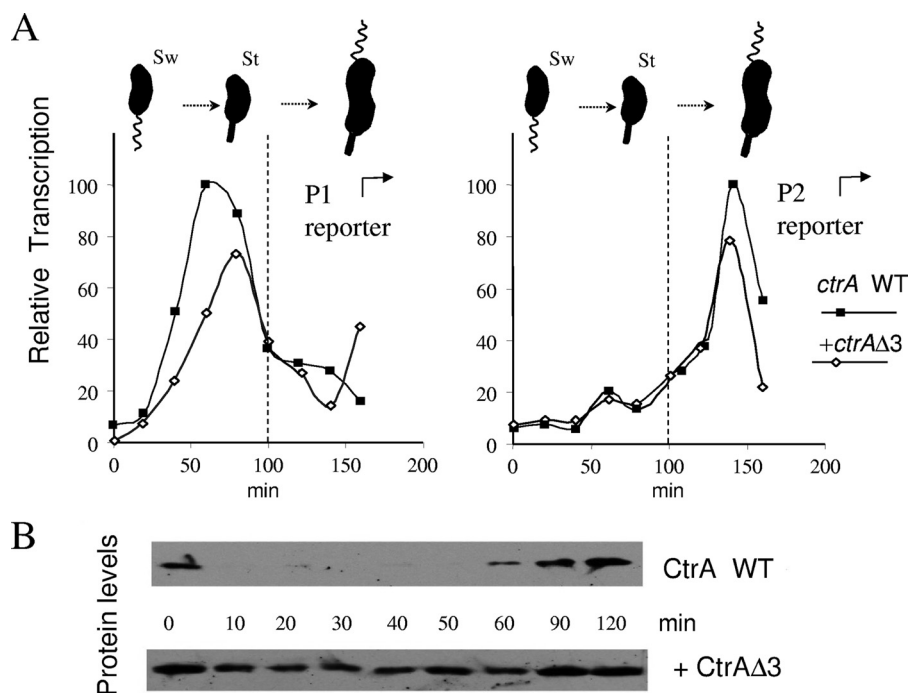 A
Sw St
Sw St
Relative Transcription
100
80
60
40
20
0
0 50 100 150 200
min
P1
reporter
100
80
60
40
20
0
0 50 100 150 200
min
P2
reporter
ctrA WT
+ctrAΔ3
B
Protein levels
CtrA WT
0 10 20 30 40 50 60 90 120 min
+ CtrAΔ3